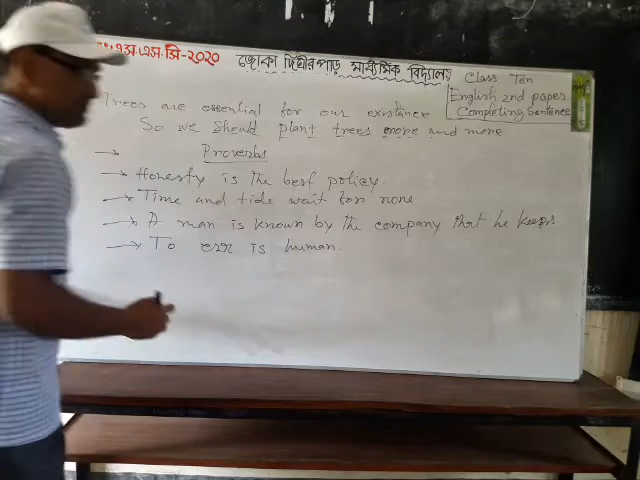 এস.এস.সি-২০২০ জোকা দিঘীরপাড় মাধ্যমিক বিদ্যালয়
Class Ten
English 2nd paper
Completing Sentence
Trees are essential for our existance
So we should plant trees more and more
→ Proverbs
→ Honesty is the best policy.
→ Time and tide wait for none
→ A man is known by the company that he keeps
→ To err is human.